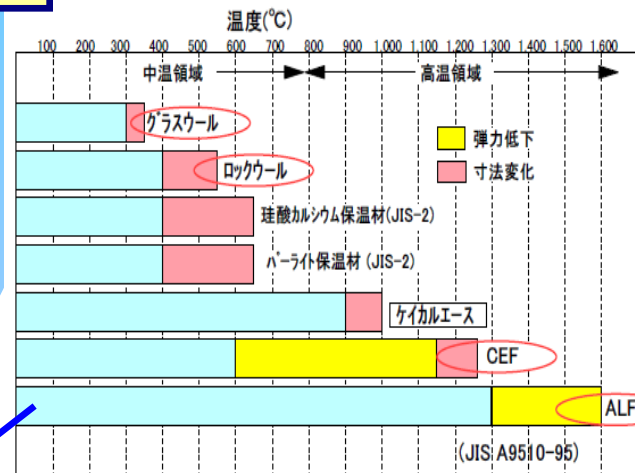 温度(℃)
100 200 300 400 500 600 700 800 900 1,000 1,100 1,200 1,300 1,400 1,500 1,600
中温領域 高温領域
グラスウール
弾力低下
ロックウール
寸法変化
珪酸カルシウム保温材(JIS-2)
パーライト保温材(JIS-2)
ケイカルエース
CEF
ALF
(JIS A9510-95)